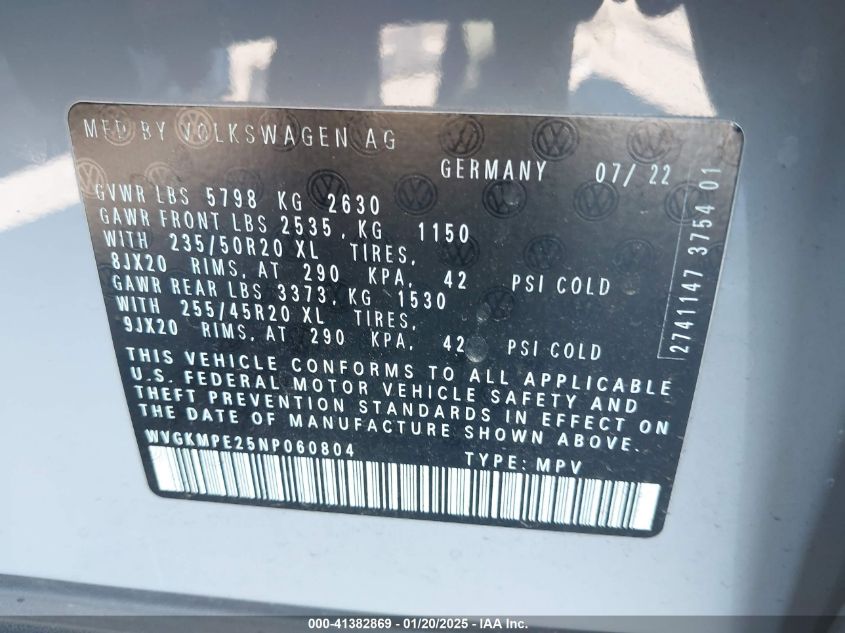 MFD BY VOLKSWAGEN AG
GERMANY 07/ 22
GVWR LBS 5798 KG 2630
GAWR FRONT LBS 2535, KG 1150
WITH 235/50R20 XL TIRES,
8JX20 RIMS, AT 290 KPA, 42 PSI COLD
GAWR REAR LBS 3373, KG 1530
WITH 255/45R20 XL TIRES,
9JX20 RIMS, AT 290 KPA, 42 PSI COLD
THIS VEHICLE CONFORMS TO ALL APPLICABLE
U.S. FEDERAL MOTOR VEHICLE SAFETY AND
THEFT PREVENTION STANDARDS IN EFFECT ON
THE DATE OF MANUFACTURE SHOWN ABOVE.
WVGKMPE25NP060804 TYPE: MPV
2741147 3754 01
000-41382869 — 01/20/2025 — IAA Inc.